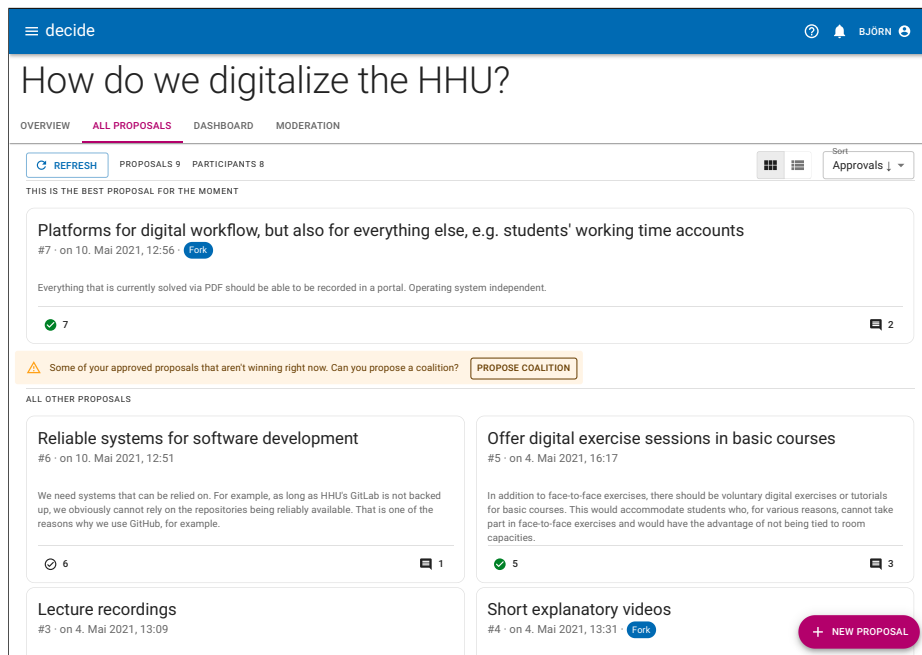 decide
BJÖRN
How do we digitalize the HHU?
OVERVIEW ALL PROPOSALS DASHBOARD MODERATION
REFRESH PROPOSALS 9 PARTICIPANTS 8
Sort
Approvals ↓
THIS IS THE BEST PROPOSAL FOR THE MOMENT
Platforms for digital workflow, but also for everything else, e.g. students' working time accounts
#7 · on 10. Mai 2021, 12:56 · Fork
Everything that is currently solved via PDF should be able to be recorded in a portal. Operating system independent.
7
2
Some of your approved proposals that aren't winning right now. Can you propose a coalition? PROPOSE COALITION
ALL OTHER PROPOSALS
Reliable systems for software development
#6 · on 10. Mai 2021, 12:51
We need systems that can be relied on. For example, as long as HHU's GitLab is not backed
up, we obviously cannot rely on the repositories being reliably available. That is one of the
reasons why we use GitHub, for example.
6
1
Offer digital exercise sessions in basic courses
#5 · on 4. Mai 2021, 16:17
In addition to face-to-face exercises, there should be voluntary digital exercises or tutorials
for basic courses. This would accommodate students who, for various reasons, cannot take
part in face-to-face exercises and would have the advantage of not being tied to room
capacities.
5
3
Lecture recordings
#3 · on 4. Mai 2021, 13:09
Short explanatory videos
#4 · on 4. Mai 2021, 13:31 · Fork
+ NEW PROPOSAL